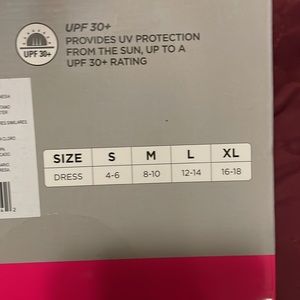 UPF 30+
PROVIDES UV PROTECTION
FROM THE SUN, UP TO A
UPF 30+ RATING
UPF 30+
SIZE S M L XL
DRESS 4-6 8-10 12-14 16-18